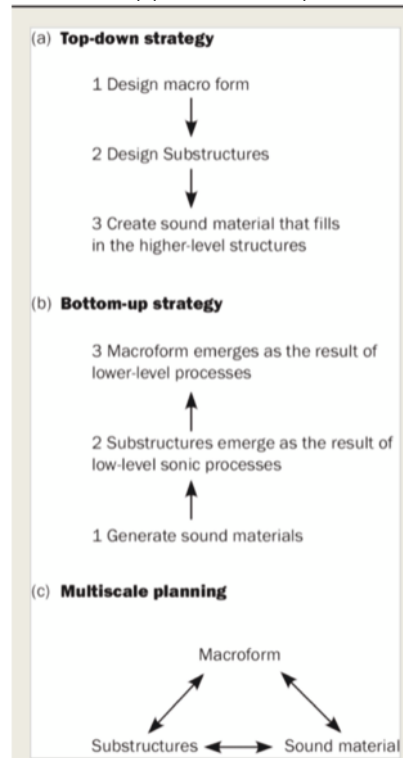 (a) Top-down strategy
1 Design macro form
2 Design Substructures
3 Create sound material that fills
in the higher-level structures
(b) Bottom-up strategy
3 Macroform emerges as the result of
lower-level processes
2 Substructures emerge as the result of
low-level sonic processes
1 Generate sound materials
(c) Multiscale planning
Macroform
Substructures
Sound material